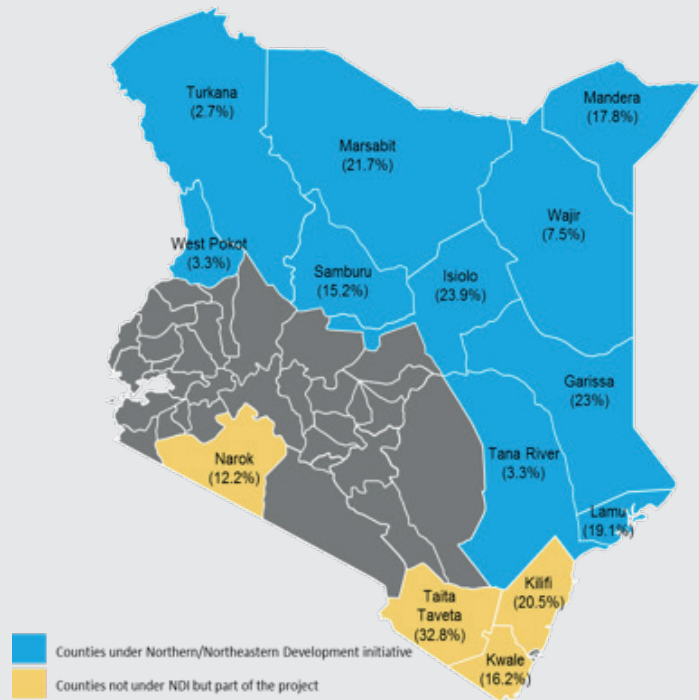 Turkana
(2.7%)
Mandera
(17.8%)
Marsabit
(21.7%)
Wajir
(7.5%)
West Pokot
(3.3%)
Samburu
(15.2%)
Isiolo
(23.9%)
Garissa
(23%)
Narok
(12.2%)
Tana River
(3.3%)
Lamu
(19.1%)
Kilifi
(20.5%)
Taita
Taveta
(32.8%)
Kwale
(16.2%)
Counties under Northern/Northeastern Development initiative
Counties not under NDI but part of the project